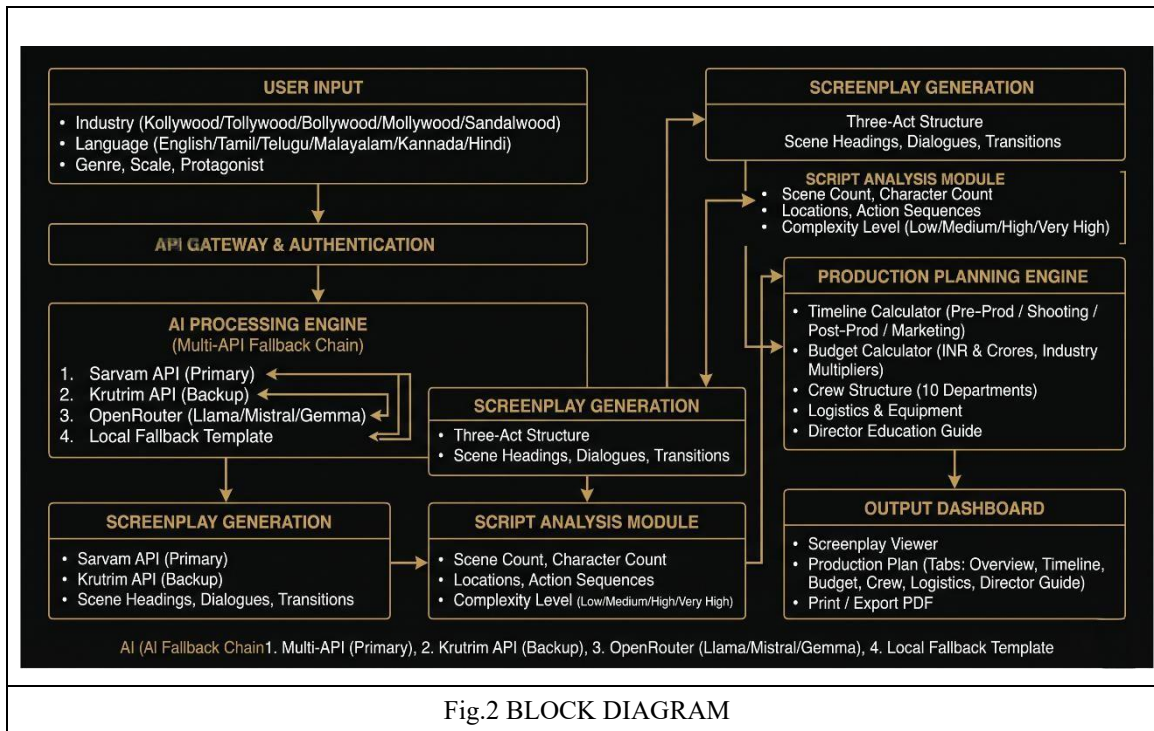 USER INPUT
• Industry (Kollywood/Tollywood/Bollywood/Mollywood/Sandalwood)
• Language (English/Tamil/Telugu/Malayalam/Kannada/Hindi)
• Genre, Scale, Protagonist
API GATEWAY & AUTHENTICATION
AI PROCESSING ENGINE
(Multi-API Fallback Chain)
1. Sarvam API (Primary)
2. Krutrim API (Backup)
3. OpenRouter (Llama/Mistral/Gemma)
4. Local Fallback Template
SCREENPLAY GENERATION
• Sarvam API (Primary)
• Krutrim API (Backup)
• Scene Headings, Dialogues, Transitions
SCREENPLAY GENERATION
• Three-Act Structure
• Scene Headings, Dialogues, Transitions
SCRIPT ANALYSIS MODULE
• Scene Count, Character Count
• Locations, Action Sequences
• Complexity Level (Low/Medium/High/Very High)
SCREENPLAY GENERATION
Three-Act Structure
Scene Headings, Dialogues, Transitions
SCRIPT ANALYSIS MODULE
• Scene Count, Character Count
• Locations, Action Sequences
• Complexity Level (Low/Medium/High/Very High)
PRODUCTION PLANNING ENGINE
• Timeline Calculator (Pre-Prod / Shooting /
Post-Prod / Marketing)
• Budget Calculator (INR & Crores, Industry
Multipliers)
• Crew Structure (10 Departments)
• Logistics & Equipment
• Director Education Guide
OUTPUT DASHBOARD
• Screenplay Viewer
• Production Plan (Tabs: Overview, Timeline,
Budget, Crew, Logistics, Director Guide)
• Print / Export PDF
AI (AI Fallback Chain1. Multi-API (Primary), 2. Krutrim API (Backup), 3. OpenRouter (Llama/Mistral/Gemma), 4. Local Fallback Template
Fig.2 BLOCK DIAGRAM